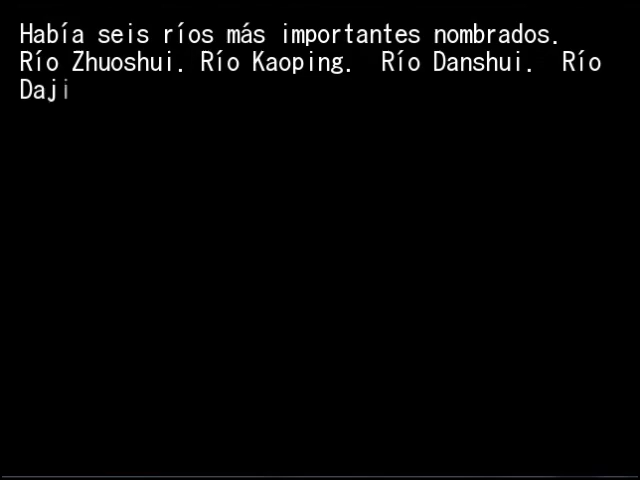 Había seis ríos más importantes nombrados.
Río Zhuoshui. Río Kaoping.  Río Danshui.  Río
Daji